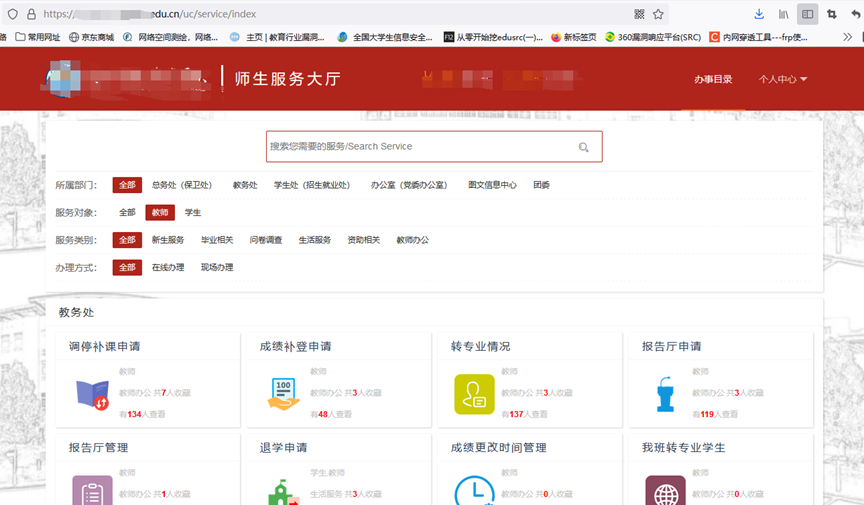 https://
edu.cn/uc/service/index
络 常用网址 京东商城 网络空间测绘，网络... 主页 | 教育行业漏洞... 全国大学生信息安全... 从零开始挖edusrc(一)... 新标签页 360漏洞响应平台(SRC) 内网穿透工具---frp使... >>
师生服务大厅
办事目录 个人中心
搜索您需要的服务/Search Service
所属部门： 全部 总务处（保卫处） 教务处 学生处（招生就业处） 办公室（党委办公室） 图文信息中心 团委
服务对象： 全部 教师 学生
服务类别： 全部 新生服务 毕业相关 问卷调查 生活服务 资助相关 教师办公
办理方式： 全部 在线办理 现场办理
教务处
调停补课申请
教师
教师办公 共7人收藏
有134人查看
成绩补登申请
教师
教师办公 共3人收藏
有48人查看
转专业情况
教师
教师办公 共3人收藏
有137人查看
报告厅申请
教师
教师办公 共3人收藏
有119人查看
报告厅管理
教师
教师办公 共1人收藏
退学申请
学生,教师
生活服务 共3人收藏
成绩更改时间管理
教师
教师办公 共0人收藏
我班转专业学生
教师
教师办公 共0人收藏